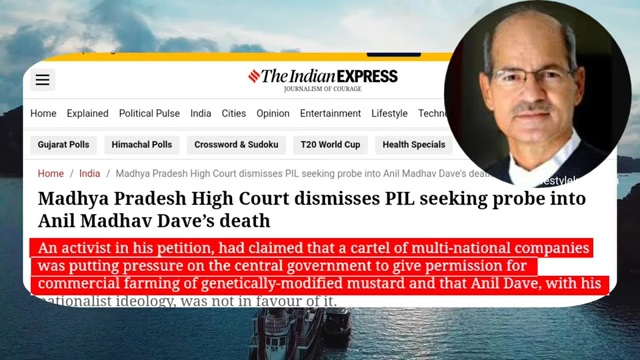 The Indian EXPRESS
JOURNALISM OF COURAGE
Home Explained Political Pulse India Cities Opinion Entertainment Lifestyle
Gujarat Polls Himachal Polls Crossword & Sudoku T20 World Cup Health Specials
Home / India / Madhya Pradesh High Court dismisses PIL seeking probe into Anil Madhav Dave's
Madhya Pradesh High Court dismisses PIL seeking probe into
Anil Madhav Dave's death
An activist in his petition, had claimed that a cartel of multi-national companies
was putting pressure on the central government to give permission for
commercial farming of genetically-modified mustard and that Anil Dave, with his
nationalist ideology, was not in favour of it.